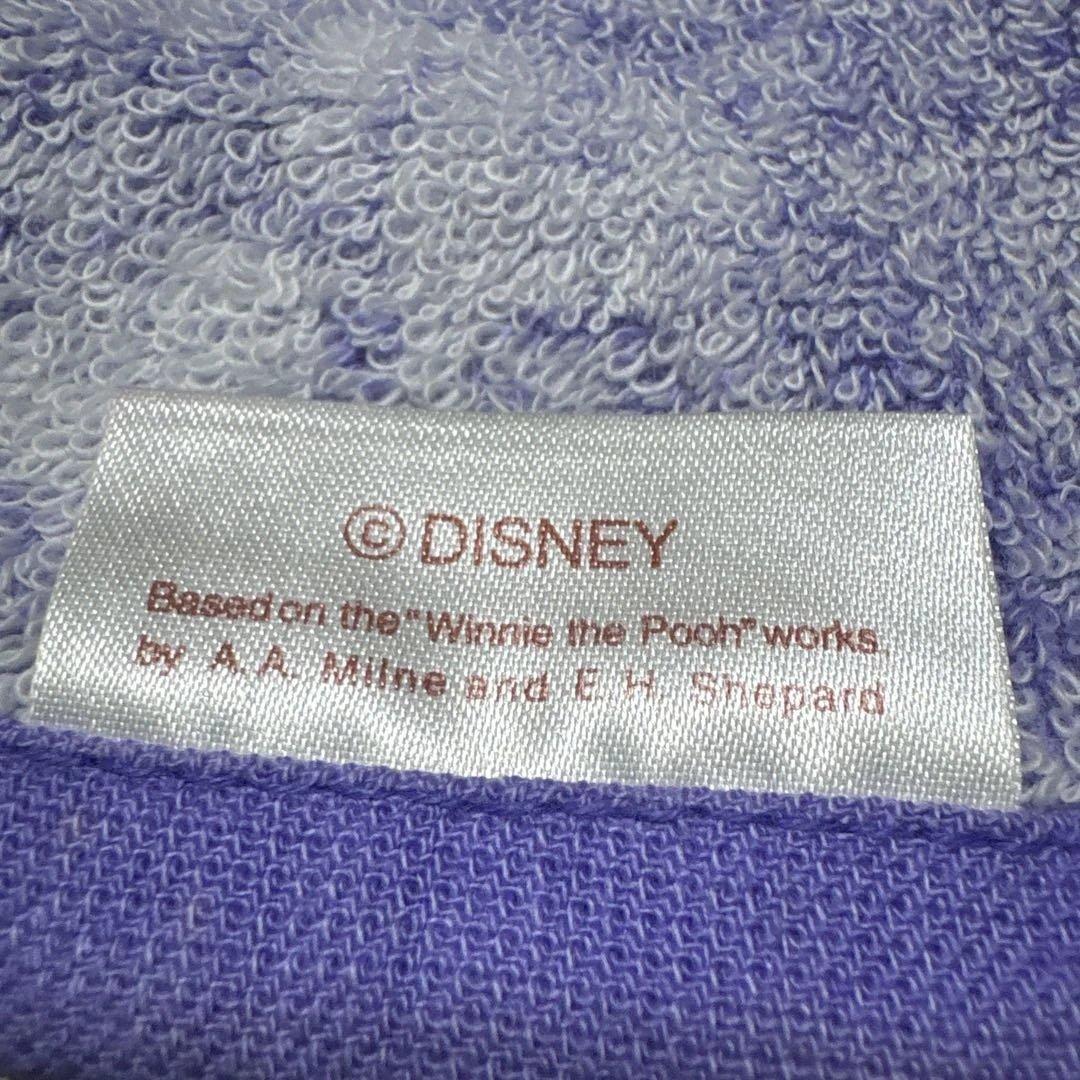 © DISNEY
Based on the "Winnie the Pooh" works.
by A. A. Milne and E. H. Shepard